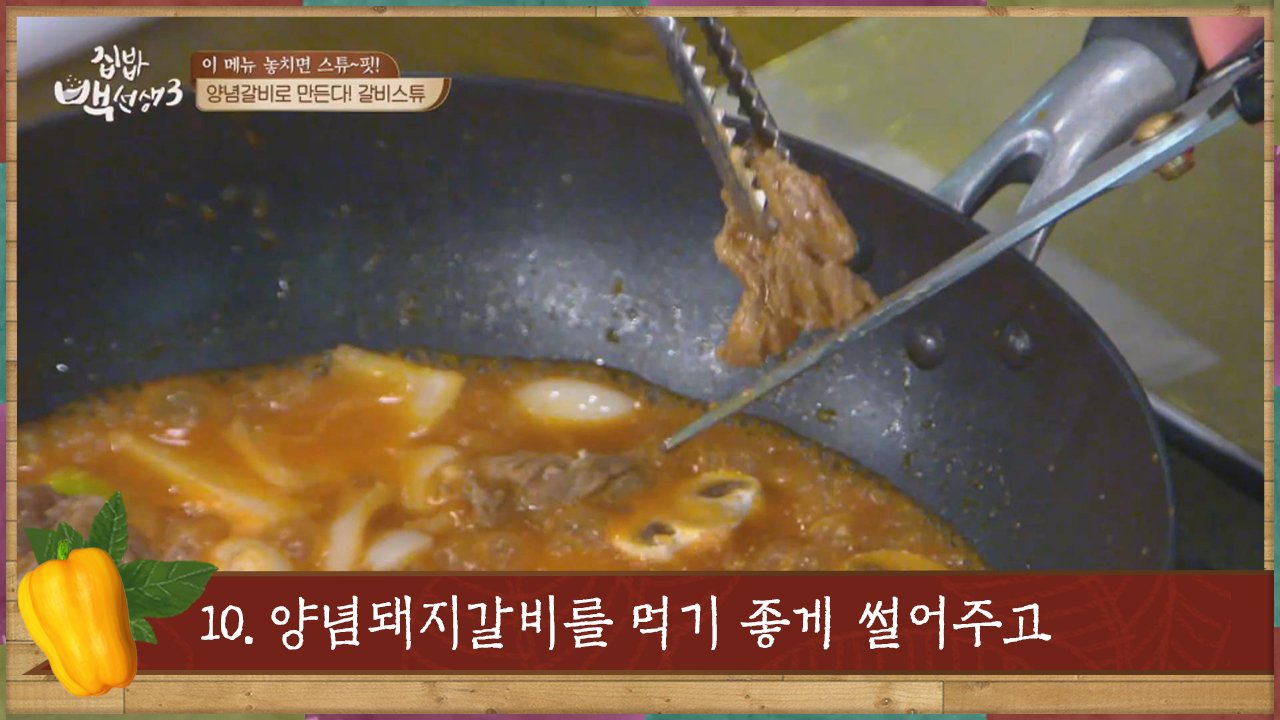 집밥
백선생3
이 메뉴 놓치면 스튜~핏!
양념갈비로 만든다! 갈비스튜
10. 양념돼지갈비를 먹기 좋게 썰어주고